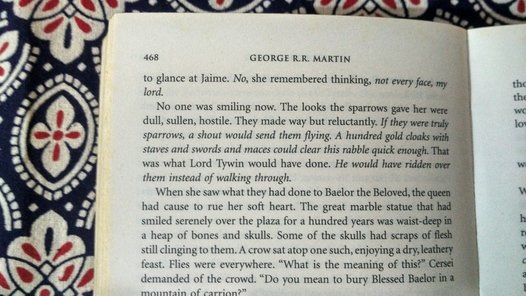 468
GEORGE R.R. MARTIN
to glance at Jaime. No, she remembered thinking, not every face, my
lord.
No one was smiling now. The looks the sparrows gave her were
dull, sullen, hostile. They made way but reluctantly. If they were truly
sparrows, a shout would send them flying. A hundred gold cloaks with
staves and swords and maces could clear this rabble quick enough. That
was what Lord Tywin would have done. He would have ridden over
them instead of walking through.
When she saw what they had done to Baelor the Beloved, the queen
had cause to rue her soft heart. The great marble statue that had
smiled serenely over the plaza for a hundred years was waist-deep in
a heap of bones and skulls. Some of the skulls had scraps of flesh
still clinging to them. A crow sat atop one such, enjoying a dry, leathery
feast. Flies were everywhere. “What is the meaning of this?” Cersei
demanded of the crowd. “Do you mean to bury Blessed Baelor in a
mountain of carrion?”